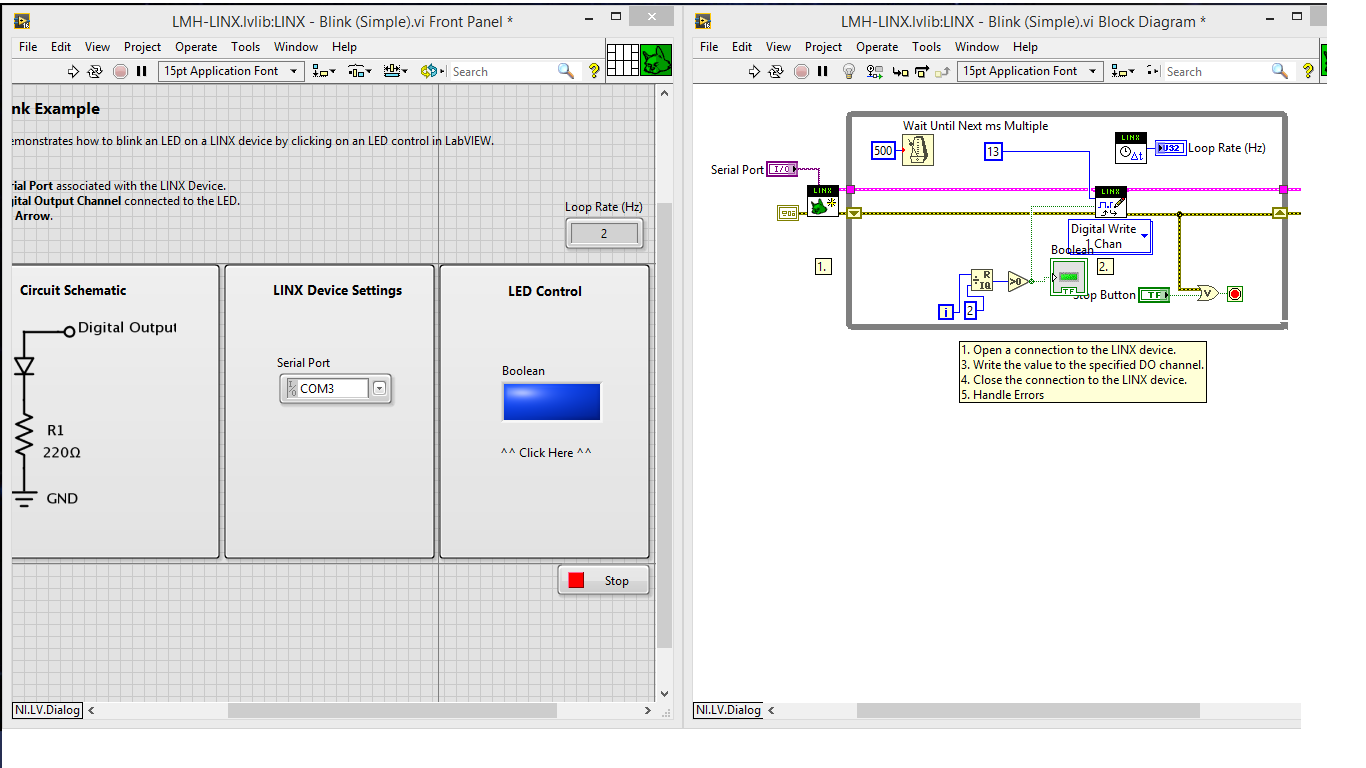 LMH-LINX.lvlib:LINX - Blink (Simple).vi Front Panel *
File Edit View Project Operate Tools Window Help
15pt Application Font
Search
nk Example
emonstrates how to blink an LED on a LINX device by clicking on an LED control in LabVIEW.
rial Port associated with the LINX Device.
gital Output Channel connected to the LED.
Arrow.
Loop Rate (Hz)
2
Circuit Schematic
Digital Output
R1
220Ω
GND
LINX Device Settings
Serial Port
I/O
COM3
LED Control
Boolean
^^ Click Here ^^
Stop
NI.LV.Dialog
LMH-LINX.lvlib:LINX - Blink (Simple).vi Block Diagram *
File Edit View Project Operate Tools Window Help
15pt Application Font
Search
Wait Until Next ms Multiple
500
13
LINX
Δt
U32
Loop Rate (Hz)
Serial Port
I/O
LINX
LINX
Digital Write
1 Chan
1.
Boolean
TF
2.
R
IQ
>0
i
2
Stop Button
TF
V
1. Open a connection to the LINX device.
3. Write the value to the specified DO channel.
4. Close the connection to the LINX device.
5. Handle Errors
NI.LV.Dialog